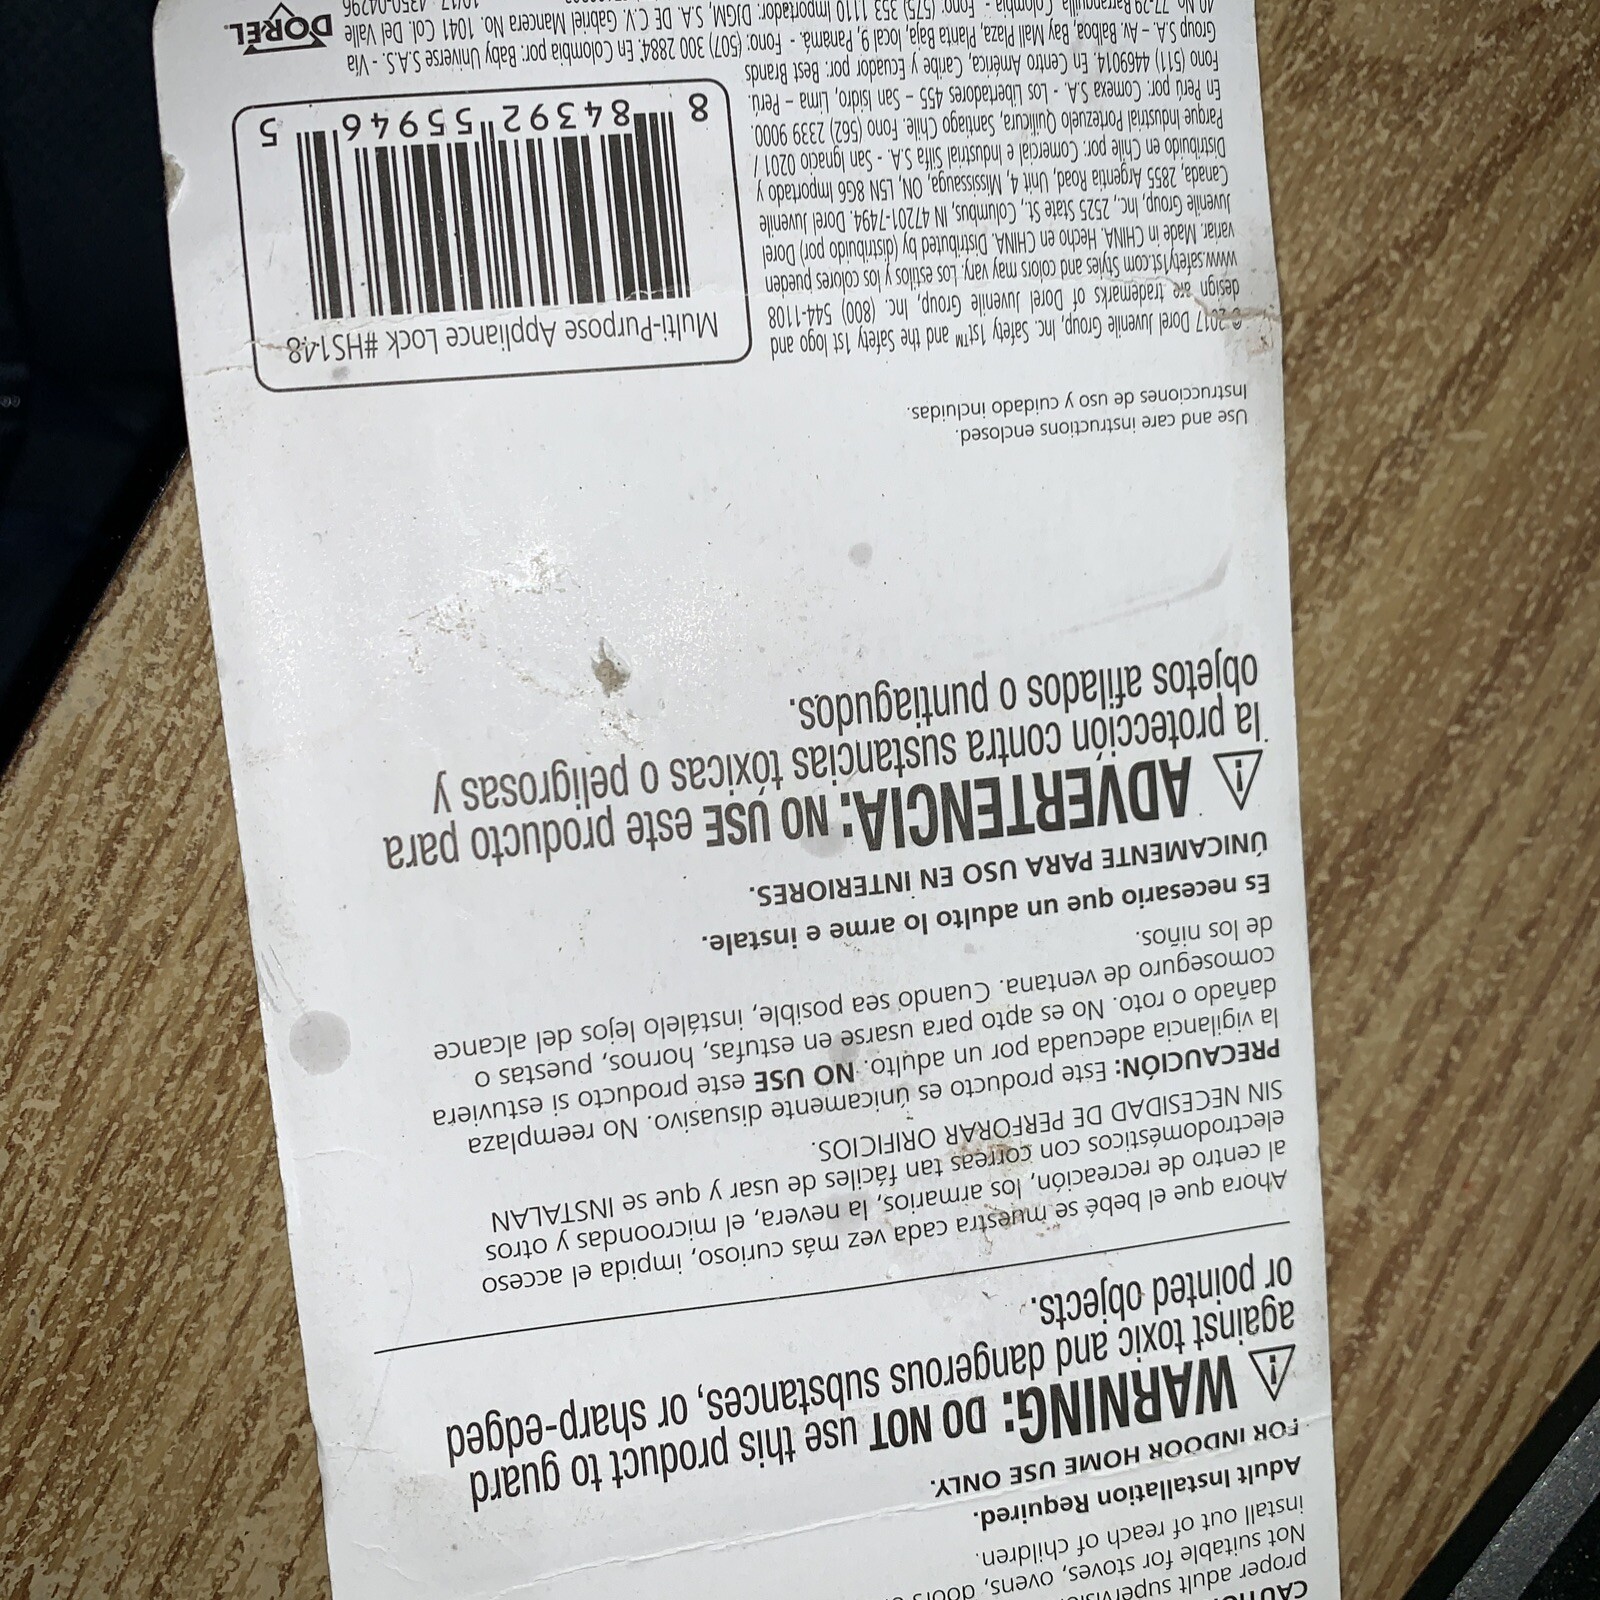 CAUTI
proper adult supervisi
Not suitable for stoves, ovens, doors
install out of reach of children.
Adult Installation Required.
FOR INDOOR HOME USE ONLY.
WARNING: DO NOT use this product to guard
against toxic and dangerous substances, or sharp-edged
or pointed objects.
Ahora que el bebé se muestra cada vez más curioso, impida el acceso
al centro de recreación, los armarios, la nevera, el microondas y otros
electrodomésticos con correas tan fáciles de usar y que se INSTALAN
SIN NECESIDAD DE PERFORAR ORIFICIOS.
PRECAUCIÓN: Este producto es únicamente disuasivo. No reemplaza
la vigilancia adecuada por un adulto. NO USE este producto si estuviera
dañado o roto. No es apto para usarse en estufas, hornos, puestas o
comoseguro de ventana. Cuando sea posible, instálelo lejos del alcance
de los niños.
Es necesario que un adulto lo arme e instale.
ÚNICAMENTE PARA USO EN INTERIORES.
ADVERTENCIA: NO USE este producto para
la protección contra sustancias tóxicas o peligrosas y
objetos afilados o puntiagudos.
Use and care instructions enclosed.
Instrucciones de uso y cuidado incluidas.
© 2017 Dorel Juvenile Group, Inc. Safety 1st™ and the Safety 1st logo and
design are trademarks of Dorel Juvenile Group, Inc. (800) 544-1108
www.safety1st.com Styles and colors may vary. Los estilos y los colores pueden
variar. Made in CHINA. Hecho en CHINA. Distributed by (distribuido por) Dorel
Juvenile Group, Inc., 2525 State St., Columbus, IN 47201-7494. Dorel Juvenile
Canada, 2855 Argentia Road, Unit 4, Mississauga, ON, L5N 8G6 Importado y
Distribuido en Chile por: Comercial e Industrial Silfa S.A. - San Ignacio 0201 /
Parque Industrial Portezuelo Quilicura, Santiago Chile. Fono (562) 2339 9000.
En Perú por: Comexa S.A. - Los Libertadores 455 – San Isidro, Lima – Perú.
Fono (511) 4469014. En Centro América, Caribe y Ecuador por: Best Brands
Group S.A. – Av. Balboa, Bay Mall Plaza, Planta Baja, local 9, Panamá. - Fono: (507) 300 2884. En Colombia por: Baby Universe S.A.S. - Vía
40 No. 77-29 Barranquilla, Colombia - Fono: (575) 353 1110 Importador: DJGM, S.A. DE C.V. Gabriel Mancera No. 1041 Col. Del Valle
10/17 4350-04296
Multi-Purpose Appliance Lock #HS148
8 84392 55946 5
DOREL